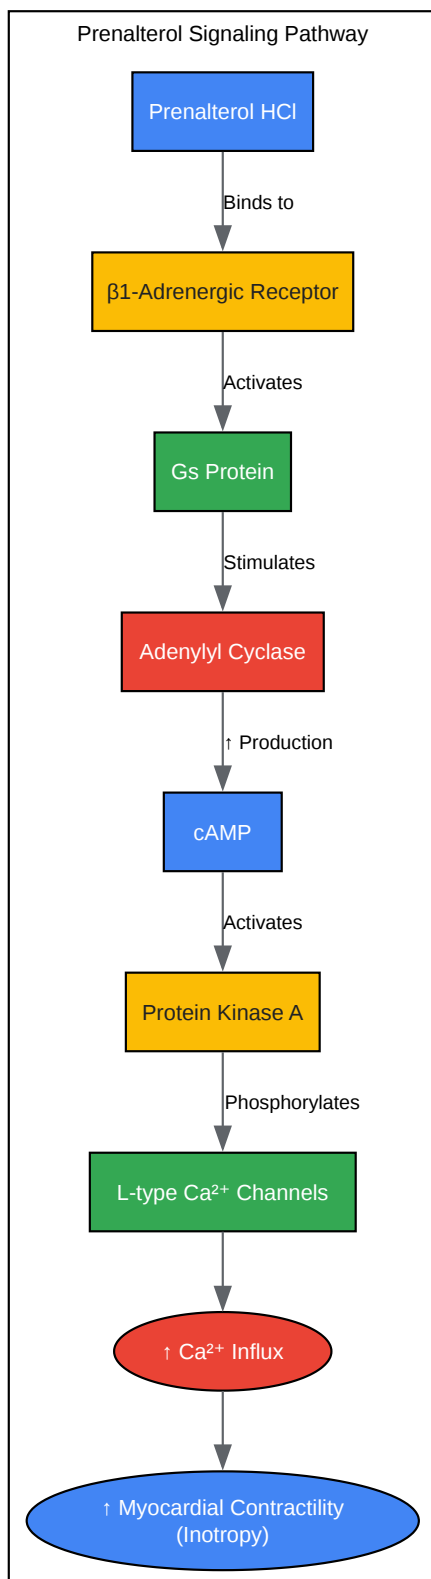 Prenalterol Signaling Pathway
Prenalterol HCl
Binds to
β1-Adrenergic Receptor
Activates
Gs Protein
Stimulates
Adenylyl Cyclase
↑ Production
cAMP
Activates
Protein Kinase A
Phosphorylates
L-type Ca²⁺ Channels
↑ Ca²⁺ Influx
↑ Myocardial Contractility
(Inotropy)